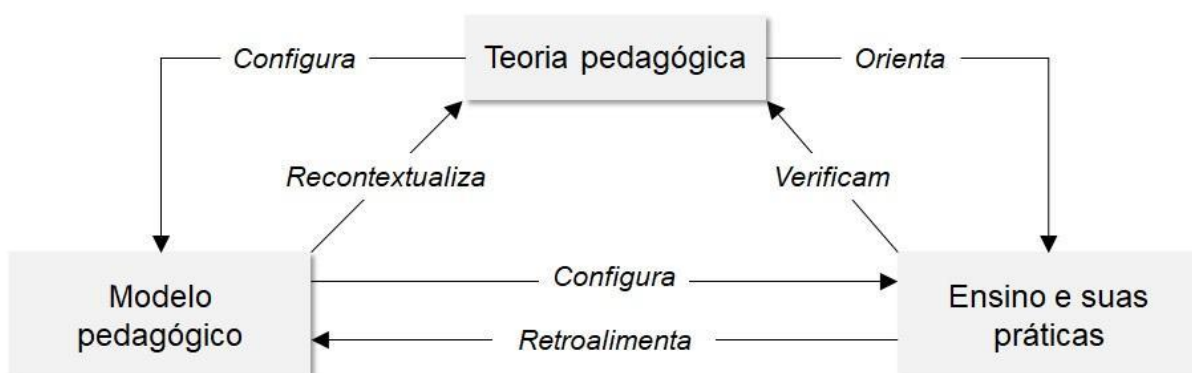 Configura
Teoria pedagógica
Orienta
Recontextualiza
Verificam
Modelo
pedagógico
Configura
Retroalimenta
Ensino e suas
práticas